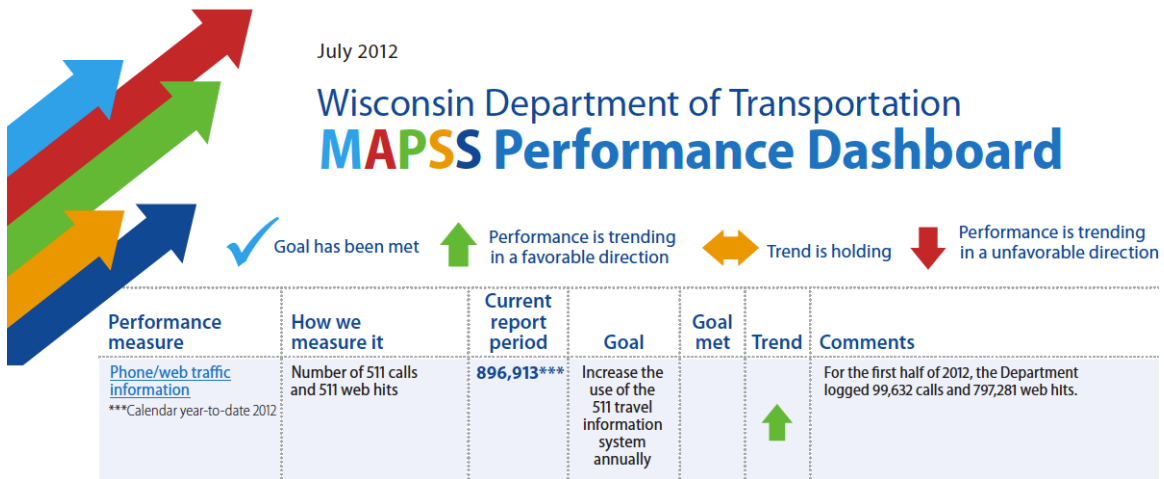 July 2012
Wisconsin Department of Transportation
MAPSS Performance Dashboard
Goal has been met
Performance is trending
in a favorable direction
Trend is holding
Performance is trending
in a unfavorable direction
Performance
measure
How we
measure it
Current
report
period
Goal
Goal
met
Trend
Comments
Phone/web traffic
information
***Calendar year-to-date 2012
Number of 511 calls
and 511 web hits
896,913***
Increase the
use of the
511 travel
information
system
annually
For the first half of 2012, the Department
logged 99,632 calls and 797,281 web hits.